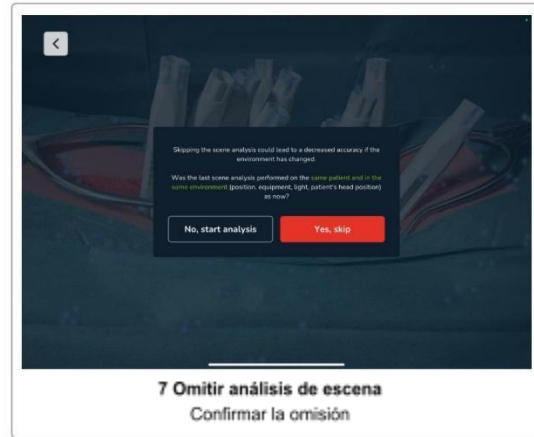 Skipping the scene analysis could lead to a decreased accuracy if the
environment has changed.
Was the last scene analysis performed on the same patient and in the
same environment (position, equipment, light, patient's head position)
as now?
No, start analysis
Yes, skip
7 Omitir análisis de escena
Confirmar la omisión